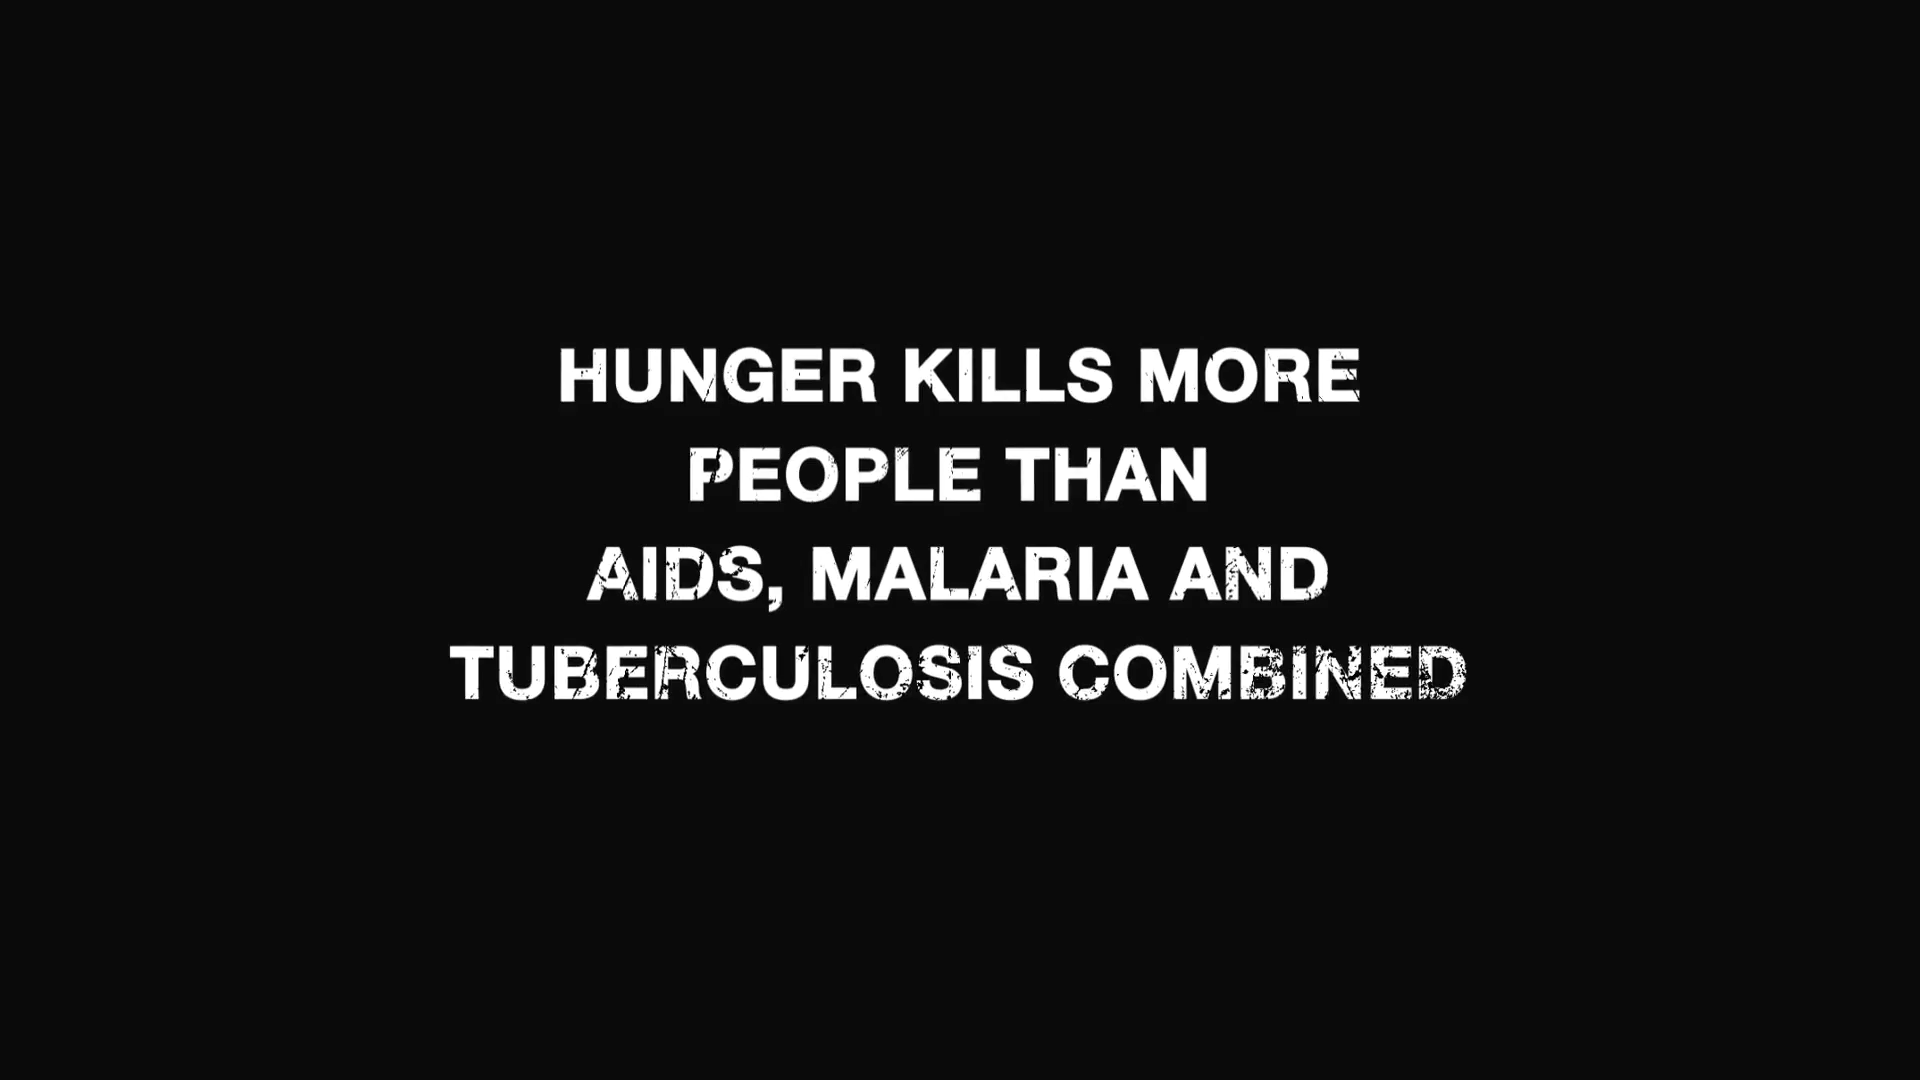 HUNGER KILLS MORE
PEOPLE THAN
AIDS, MALARIA AND
TUBERCULOSIS COMBINED